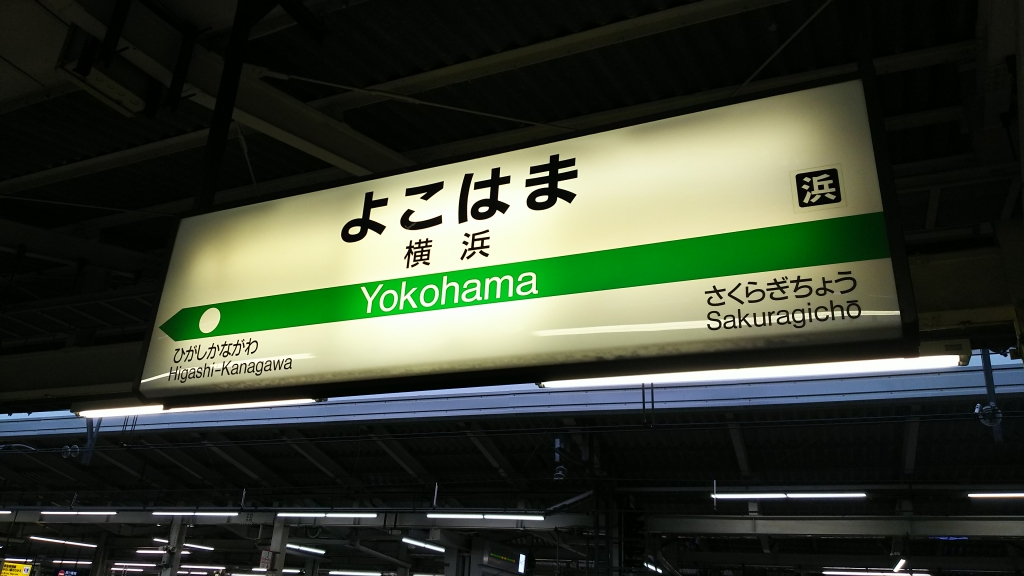 よこはま
浜
横浜
Yokohama
ひがしかながわ
Higashi-Kanagawa
さくらぎちょう
Sakuragichō